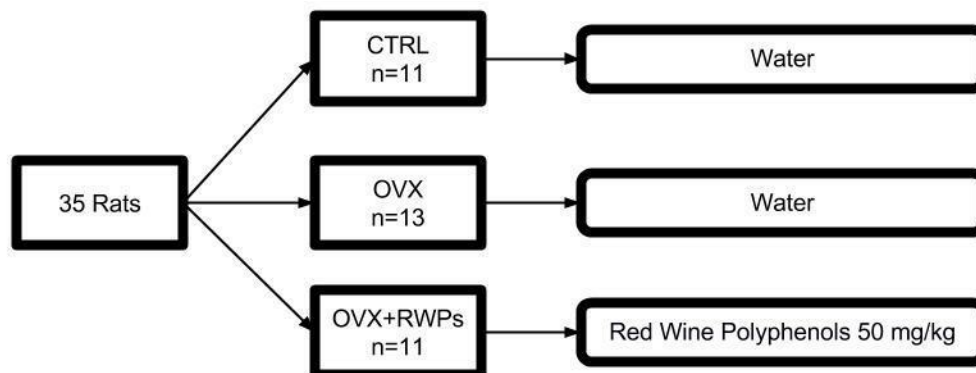 CTRL
n=11
Water
35 Rats
OVX
n=13
Water
OVX+RWPs
n=11
Red Wine Polyphenols 50 mg/kg